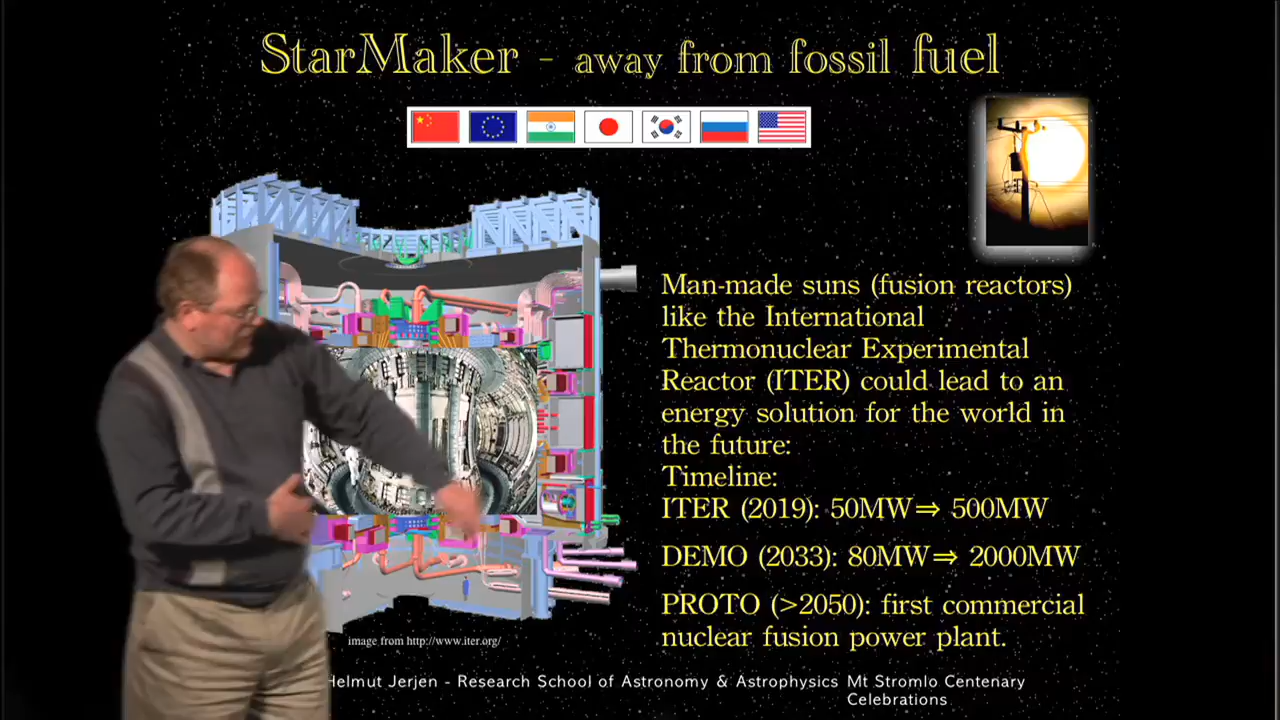 StarMaker - away from fossil fuel
Man-made suns (fusion reactors)
like the International
Thermonuclear Experimental
Reactor (ITER) could lead to an
energy solution for the world in
the future:
Timeline:
ITER (2019): 50MW⇒ 500MW
DEMO (2033): 80MW⇒ 2000MW
PROTO (>2050): first commercial
nuclear fusion power plant.
image from http://www.iter.org/
Helmut Jerjen - Research School of Astronomy & Astrophysics
Mt Stromlo Centenary
Celebrations